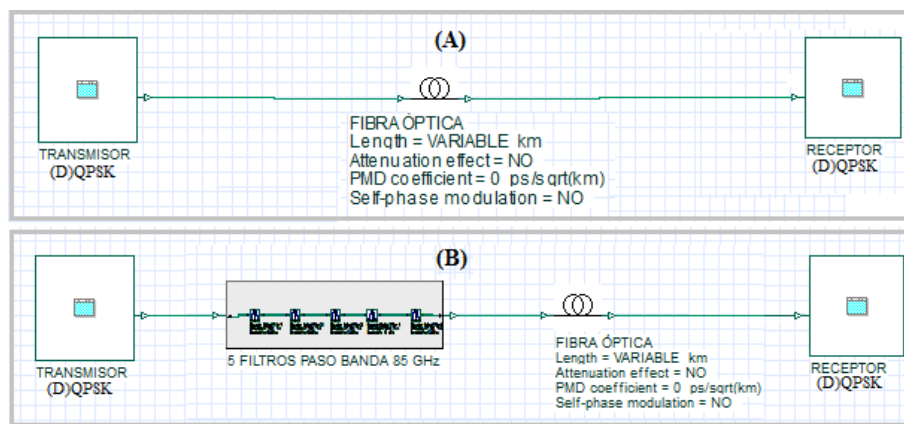 (A)
TRANSMISOR
(D)QPSK
FIBRA ÓPTICA
Length = VARIABLE km
Attenuation effect = NO
PMD coefficient = 0 ps/sqrt(km)
Self-phase modulation = NO
RECEPTOR
(D)QPSK
(B)
TRANSMISOR
(D)QPSK
5 FILTROS PASO BANDA 85 GHz
FIBRA ÓPTICA
Length = VARIABLE km
Attenuation effect = NO
PMD coefficient = 0 ps/sqrt(km)
Self-phase modulation = NO
RECEPTOR
(D)QPSK